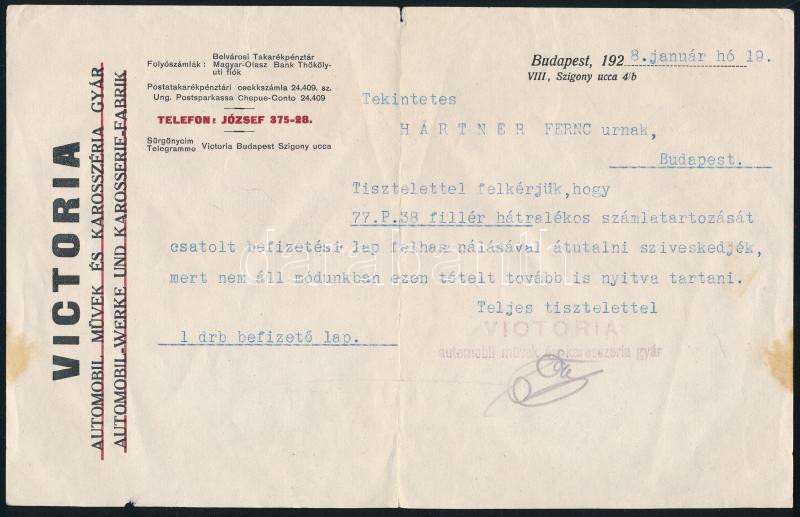 VICTORIA
AUTOMOBIL MŰVEK ÉS KAROSSZÉRIA GYÁR
AUTOMOBIL-WERKE UND KAROSSERIE-FABRIK
Folyószámlák: Belvárosi Takarékpénztár
Magyar-Olasz Bank Thököly-
uti fiók
Postatakarékpénztári csekkszámla 24.409. sz.
Ung. Postsparkassa Chepue-Conto 24.409
TELEFON: JÓZSEF 375-28.
Sürgönycim
Telegramme Victoria Budapest Szigony ucca
Budapest, 1928. január hó 19.
VIII, Szigony ucca 4/b
Tekintetes
HÁRTNER FERNC urnak,
Budapest.
Tisztelettel felkérjük, hogy
77.P.38 fillér hátralékos számlatartozását
csatolt befizetési lap felhasználásával átutalni sziveskedjék,
mert nem áll módunkban ezen tételt tovább is nyitva tartani.
Teljes tisztelettel
1 drb befizető lap.
VICTORIA
automobil művek és karosszeria gyár
darabanth